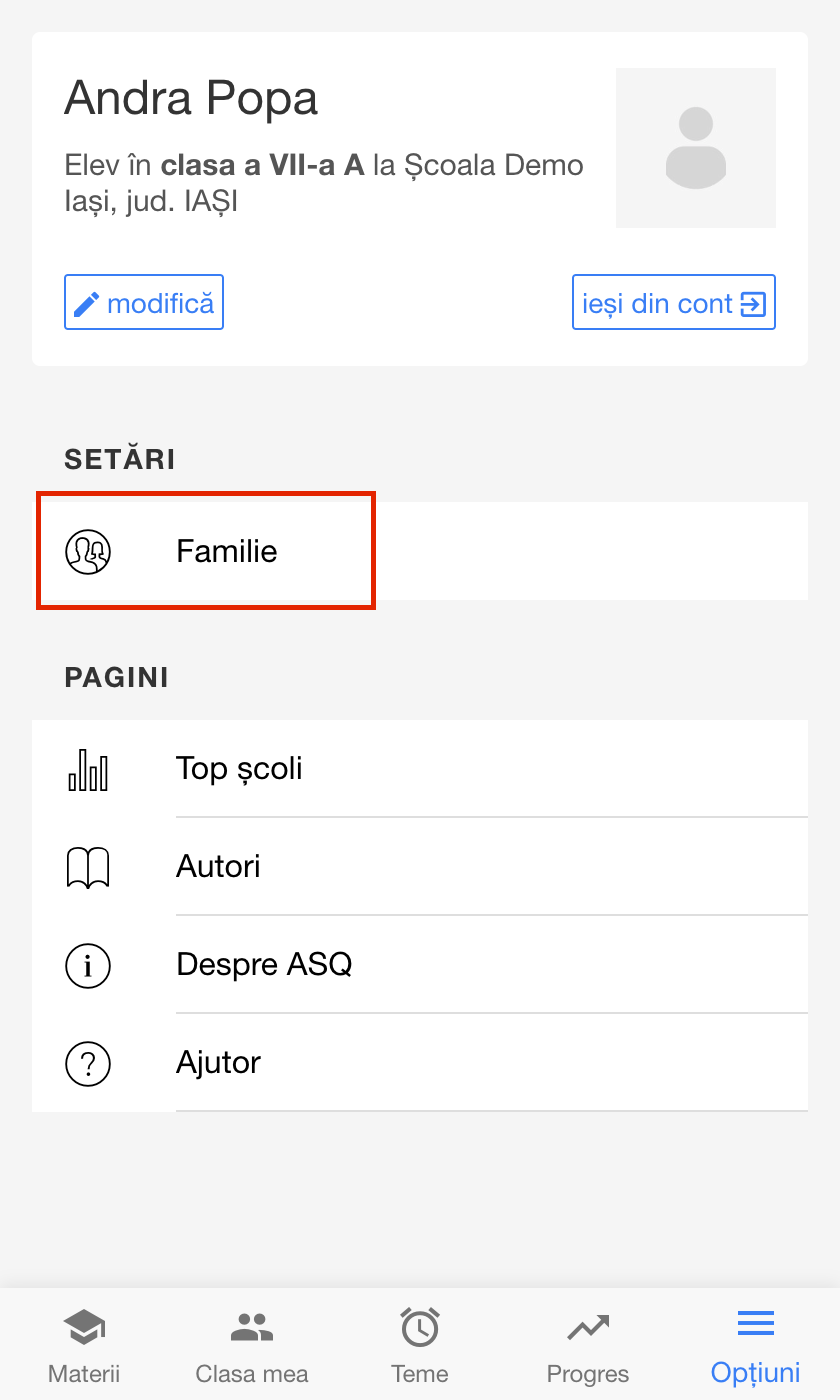 Andra Popa
Elev în clasa a VII-a A la Școala Demo
Iași, jud. IAȘI
modifică
ieși din cont
SETĂRI
Familie
PAGINI
Top școli
Autori
Despre ASQ
Ajutor
Materii
Clasa mea
Teme
Progres
Opțiuni